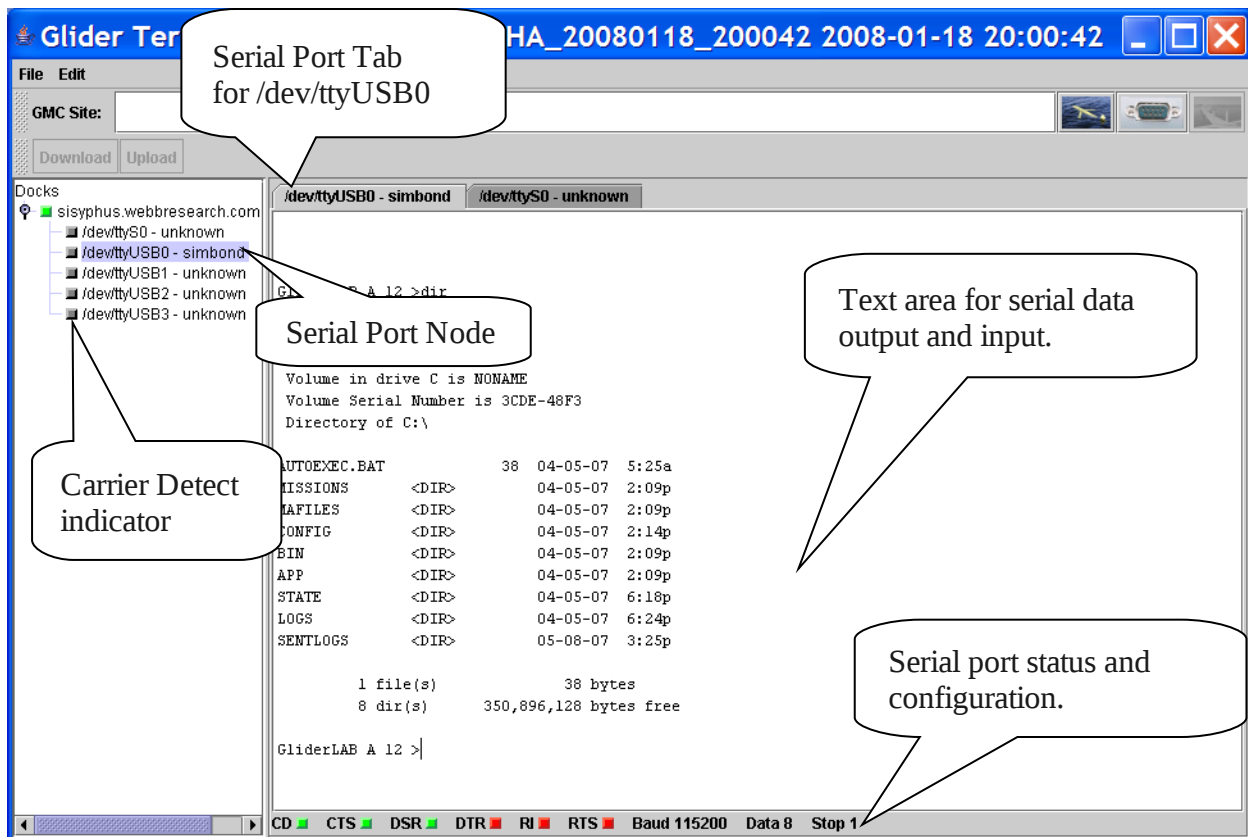 Glider Ter
HA_20080118_200042 2008-01-18 20:00:42
Serial Port Tab
for /dev/ttyUSB0
File Edit
GMC Site:
Download Upload
Docks
sisyphus.webbresearch.com
/dev/ttyS0 - unknown
/dev/ttyUSB0 - simbond
/dev/ttyUSB1 - unknown
/dev/ttyUSB2 - unknown
/dev/ttyUSB3 - unknown
Serial Port Node
Carrier Detect
indicator
/dev/ttyUSB0 - simbond /dev/ttyS0 - unknown
A 12 >dir
Text area for serial data
output and input.
Volume in drive C is NONAME
Volume Serial Number is 3CDE-48F3
Directory of C:\
AUTOEXEC.BAT 38 04-05-07 5:25a
MISSIONS <DIR> 04-05-07 2:09p
MAFILES <DIR> 04-05-07 2:09p
CONFIG <DIR> 04-05-07 2:14p
BIN <DIR> 04-05-07 2:09p
APP <DIR> 04-05-07 2:09p
STATE <DIR> 04-05-07 6:18p
LOGS <DIR> 04-05-07 6:24p
SENTLOGS <DIR> 05-08-07 3:25p
1 file(s) 38 bytes
8 dir(s) 350,896,128 bytes free
GliderLAB A 12 >
Serial port status and
configuration.
CD CTS DSR DTR RI RTS Baud 115200 Data 8 Stop 1